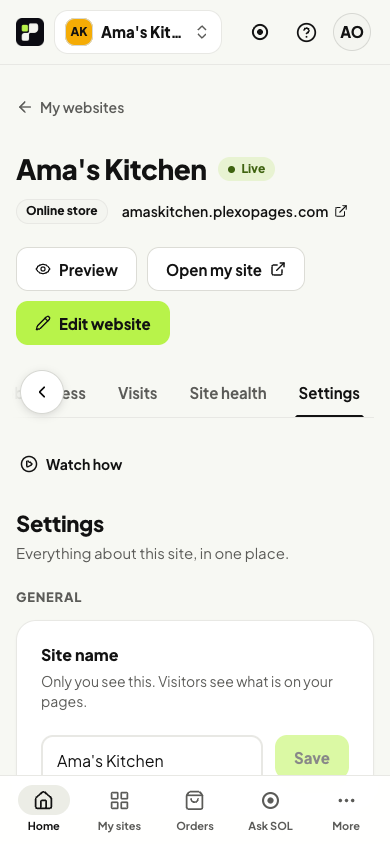 AK Ama's Kit... AO
My websites
Ama's Kitchen Live
Online store amaskitchen.plexopages.com
Preview Open my site
Edit website
ess Visits Site health Settings
Watch how
Settings
Everything about this site, in one place.
GENERAL
Site name
Only you see this. Visitors see what is on your
pages.
Ama's Kitchen Save
Home My sites Orders Ask SOL More